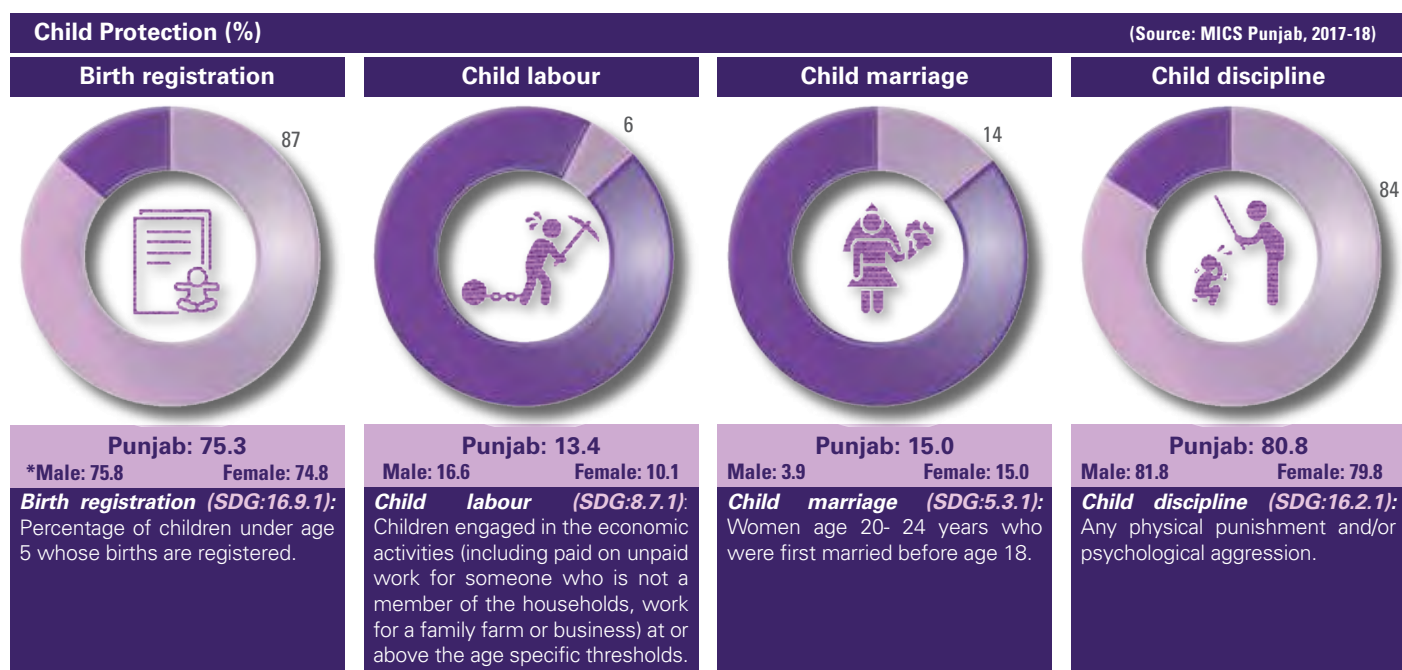 Child Protection (%)
(Source: MICS Punjab, 2017-18)
Birth registration
87
Punjab: 75.3
*Male: 75.8 Female: 74.8
Birth registration (SDG:16.9.1):
Percentage of children under age
5 whose births are registered.
Child labour
6
Punjab: 13.4
Male: 16.6 Female: 10.1
Child labour (SDG:8.7.1):
Children engaged in the economic
activities (including paid on unpaid
work for someone who is not a
member of the households, work
for a family farm or business) at or
above the age specific thresholds.
Child marriage
14
Punjab: 15.0
Male: 3.9 Female: 15.0
Child marriage (SDG:5.3.1):
Women age 20- 24 years who
were first married before age 18.
Child discipline
84
Punjab: 80.8
Male: 81.8 Female: 79.8
Child discipline (SDG:16.2.1):
Any physical punishment and/or
psychological aggression.